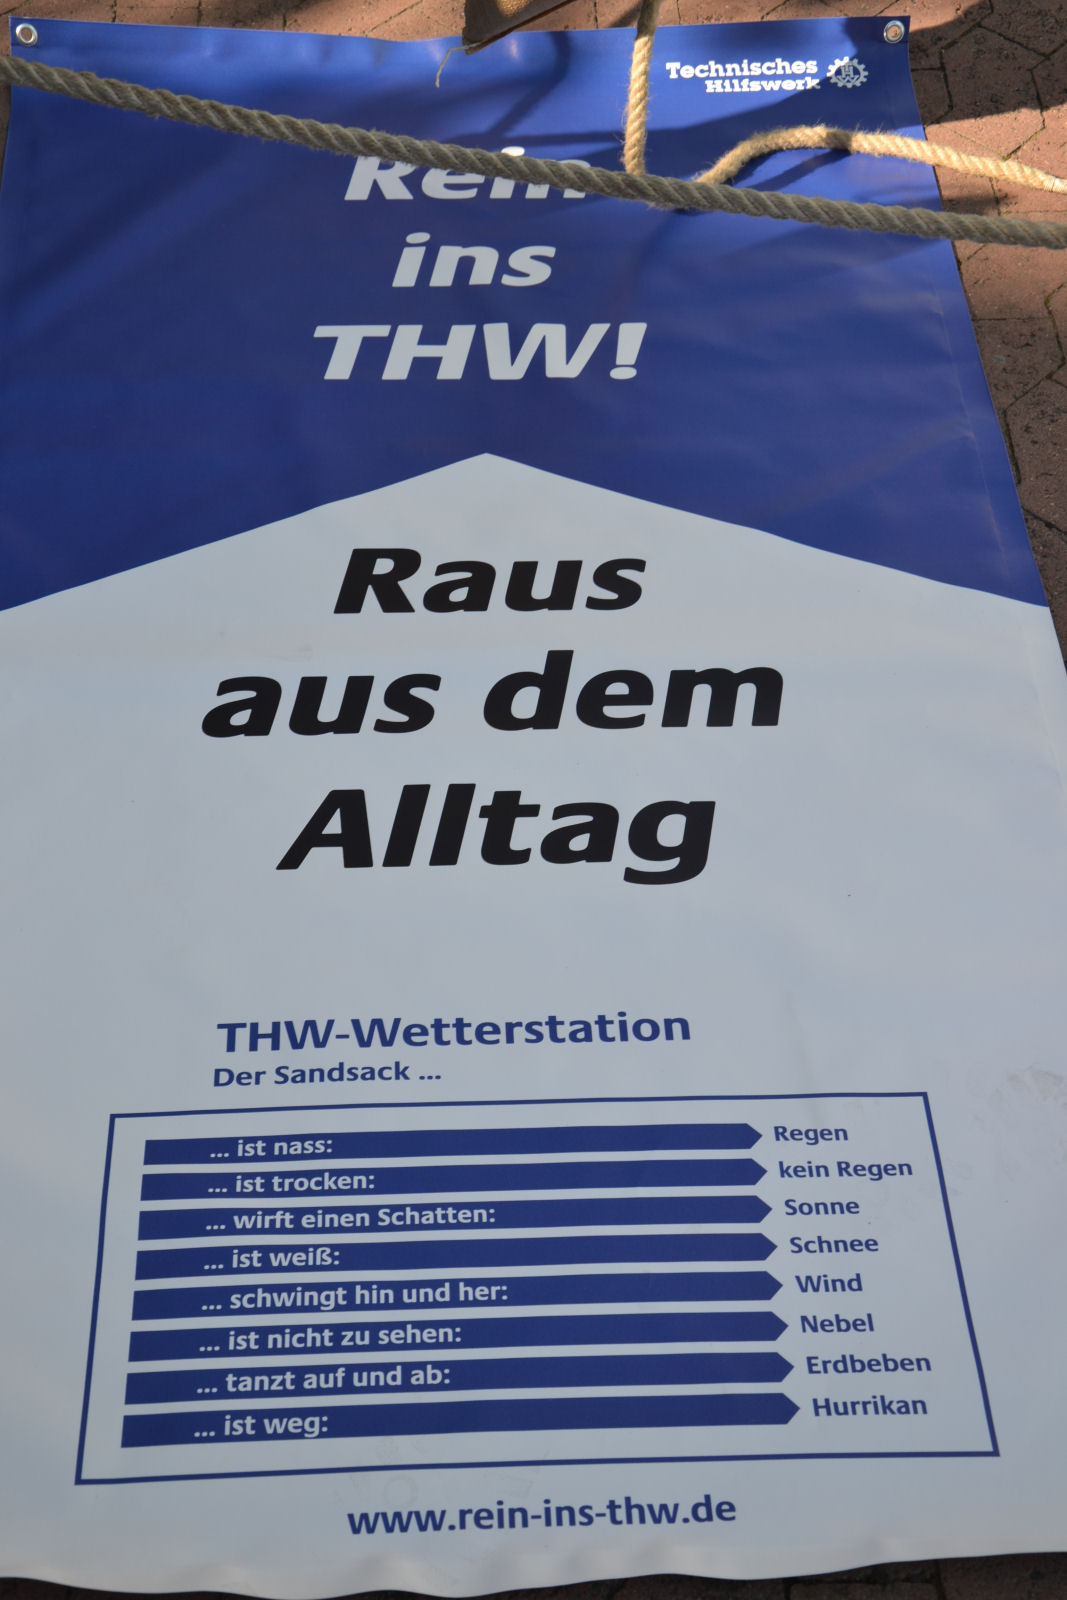 Technisches
Hilfswerk
Rein
ins
THW!
Raus
aus dem
Alltag
THW-Wetterstation
Der Sandsack ...
... ist nass: Regen
... ist trocken: kein Regen
... wirft einen Schatten: Sonne
... ist weiß: Schnee
... schwingt hin und her: Wind
... ist nicht zu sehen: Nebel
... tanzt auf und ab: Erdbeben
... ist weg: Hurrikan
www.rein-ins-thw.de